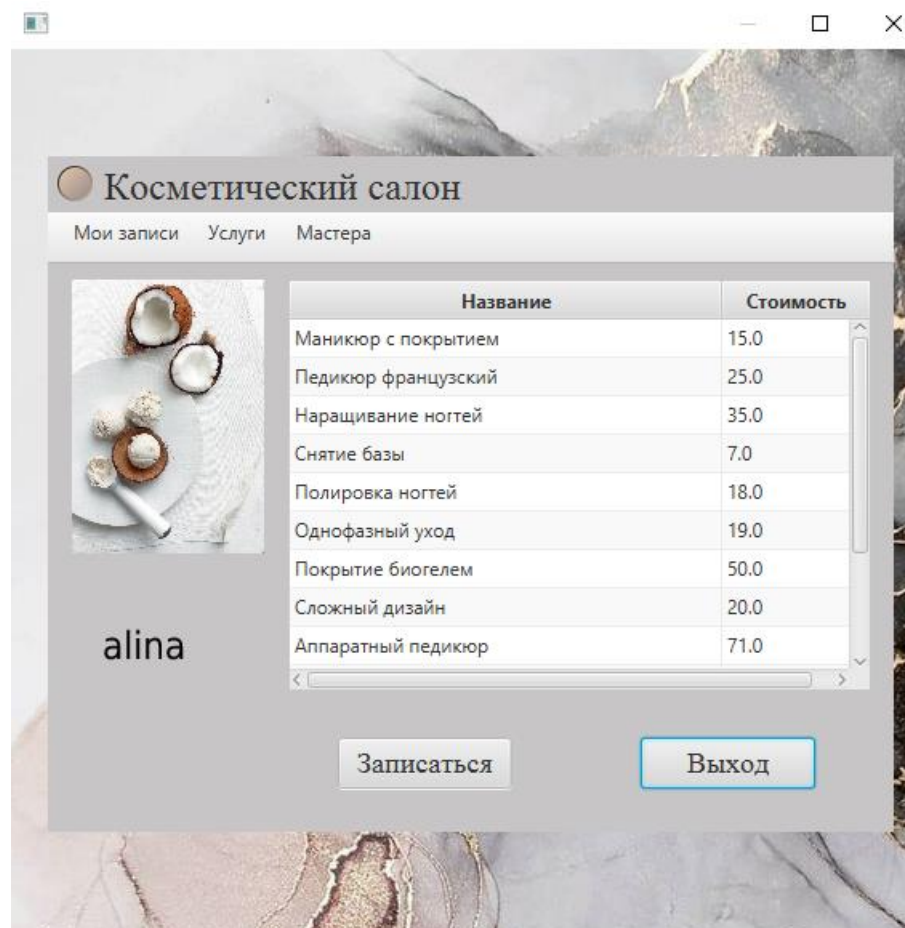 Косметический салон
Мои записи Услуги Мастера
Название Стоимость
Маникюр с покрытием 15.0
Педикюр французский 25.0
Наращивание ногтей 35.0
Снятие базы 7.0
Полировка ногтей 18.0
Однофазный уход 19.0
Покрытие биогелем 50.0
Сложный дизайн 20.0
Аппаратный педикюр 71.0
alina
Записаться Выход